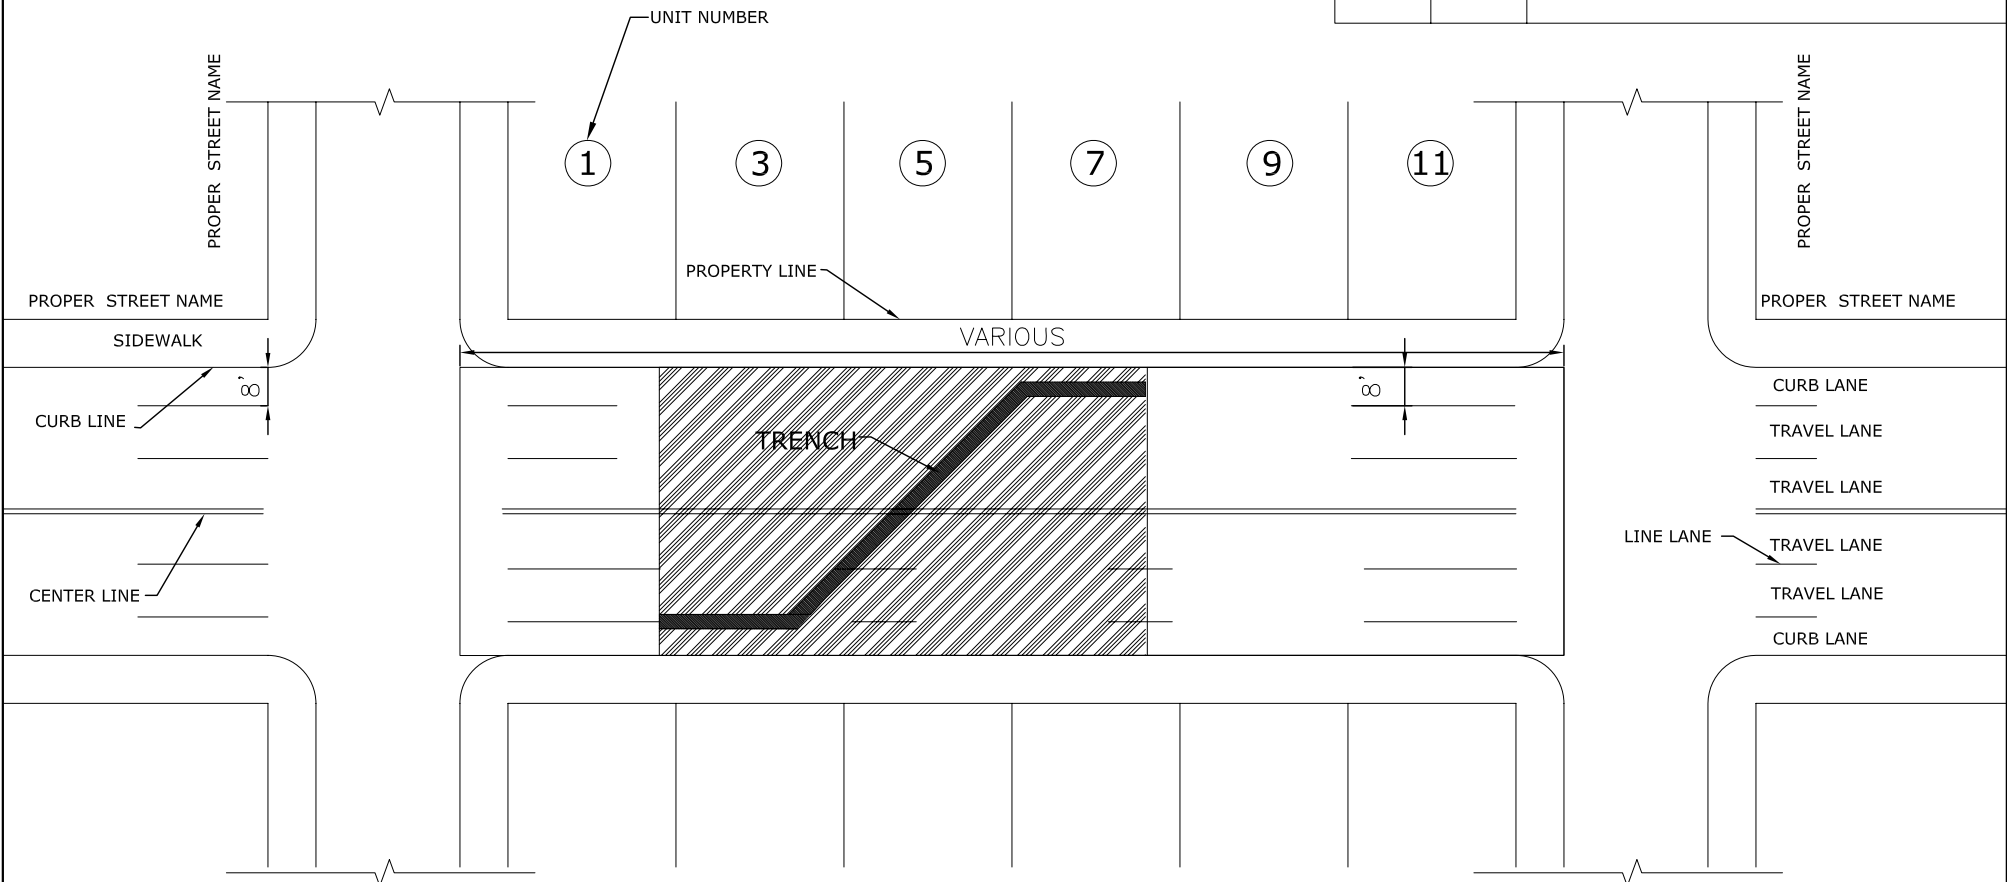 UNIT NUMBER
PROPER STREET NAME
PROPER STREET NAME
1
3
5
7
9
11
PROPERTY LINE
PROPER STREET NAME
PROPER STREET NAME
SIDEWALK
VARIOUS
8'
8'
CURB LINE
CURB LANE
TRAVEL LANE
TRENCH
TRAVEL LANE
LINE LANE
TRAVEL LANE
CENTER LINE
TRAVEL LANE
CURB LANE